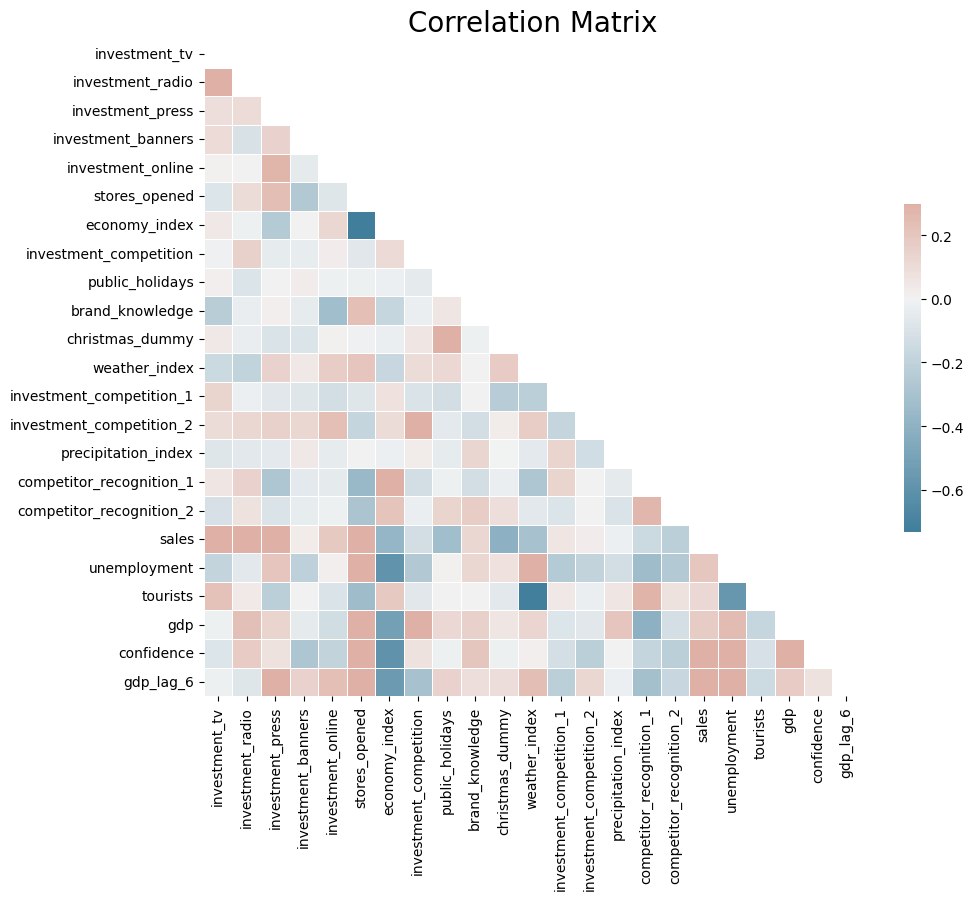 Correlation Matrix
investment_tv
investment_radio
investment_press
investment_banners
investment_online
stores_opened
economy_index
investment_competition
public_holidays
brand_knowledge
christmas_dummy
weather_index
investment_competition_1
investment_competition_2
precipitation_index
competitor_recognition_1
competitor_recognition_2
sales
unemployment
tourists
gdp
confidence
gdp_lag_6
0.2
0.0
−0.2
−0.4
−0.6
investment_tv
investment_radio
investment_press
investment_banners
investment_online
stores_opened
economy_index
investment_competition
public_holidays
brand_knowledge
christmas_dummy
weather_index
investment_competition_1
investment_competition_2
precipitation_index
competitor_recognition_1
competitor_recognition_2
sales
unemployment
tourists
gdp
confidence
gdp_lag_6